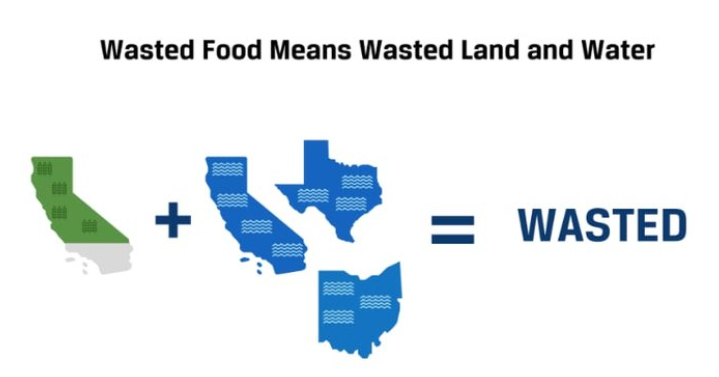 Wasted Food Means Wasted Land and Water
+
=
WASTED